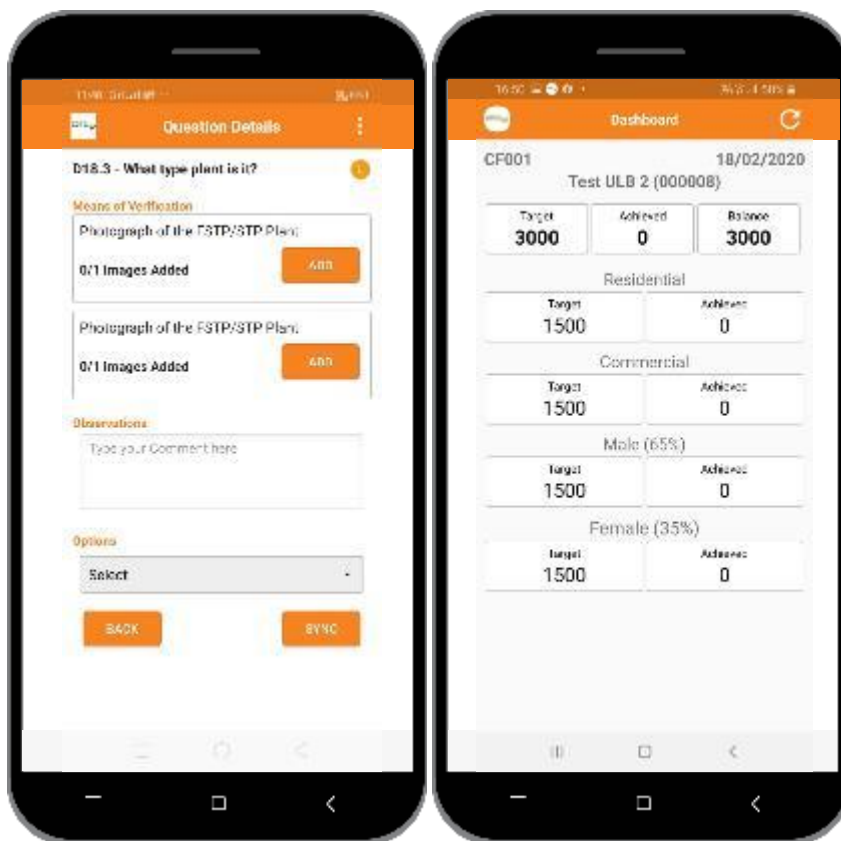 Question Details
D18.3 - What type plant is it?
Means of Verification
Photograph of the FSTP/STP Plant
0/1 Images Added
ADD
Photograph of the FSTP/STP Plant
0/1 Images Added
ADD
Observations
Type your Comment here
Options
Select
BACK
SYNC
16:50
Dashboard
CF001
18/02/2020
Test ULB 2 (000008)
Target
Achieved
Balance
3000
0
3000
Residential
Target
Achieved
1500
0
Commercial
Target
Achieved
1500
0
Male (65%)
Target
Achieved
1500
0
Female (35%)
Target
Achieved
1500
0